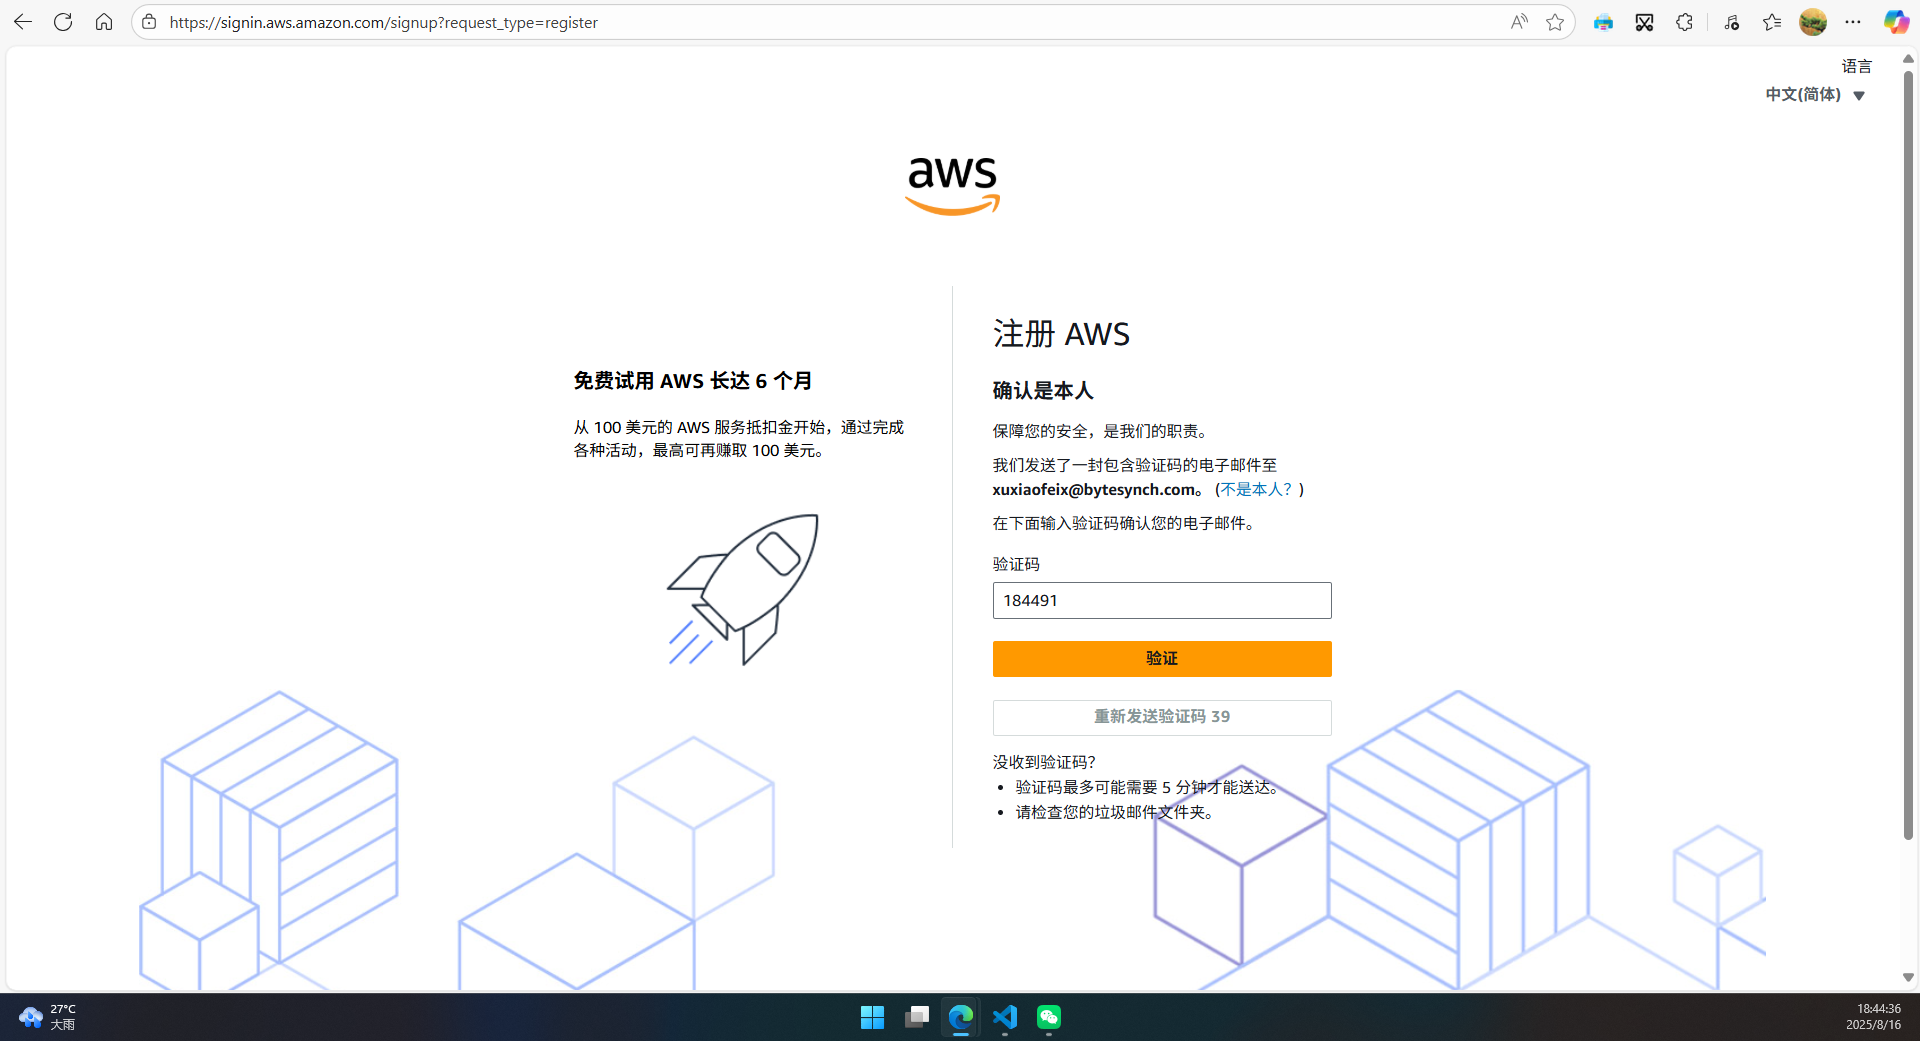 https://signin.aws.amazon.com/signup?request_type=register
语言
中文(简体)
aws
免费试用 AWS 长达 6 个月
从 100 美元的 AWS 服务抵扣金开始，通过完成
各种活动，最高可再赚取 100 美元。
注册 AWS
确认是本人
保障您的安全，是我们的职责。
我们发送了一封包含验证码的电子邮件至
xuxiaofeix@bytesynch.com。 (不是本人？)
在下面输入验证码确认您的电子邮件。
验证码
184491
验证
重新发送验证码 39
没收到验证码？
• 验证码最多可能需要 5 分钟才能送达。
• 请检查您的垃圾邮件文件夹。
27°C
大雨
18:44:36
2025/8/16